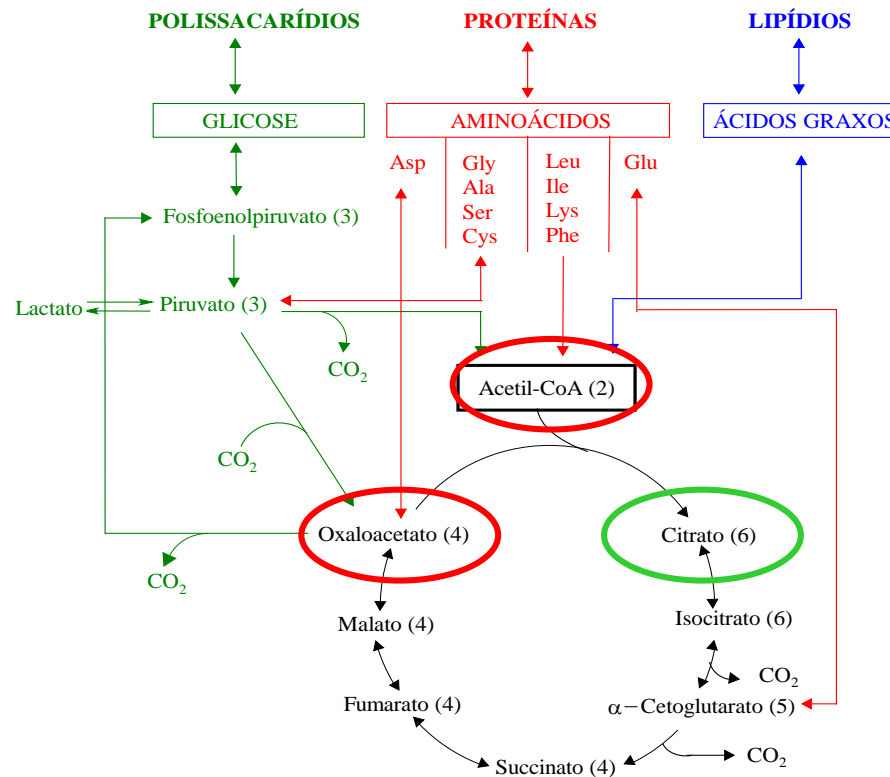 POLISSACARÍDIOS PROTEÍNAS LIPÍDIOS
GLICOSE AMINOÁCIDOS ÁCIDOS GRAXOS
Asp Gly Leu Glu
Ala Ile
Ser Lys
Cys Phe
Fosfoenolpiruvato (3)
Lactato Piruvato (3)
CO2
Acetil-CoA (2)
CO2
Oxaloacetato (4) Citrato (6)
CO2
Malato (4) Isocitrato (6)
CO2
Fumarato (4) α−Cetoglutarato (5)
CO2
Succinato (4)